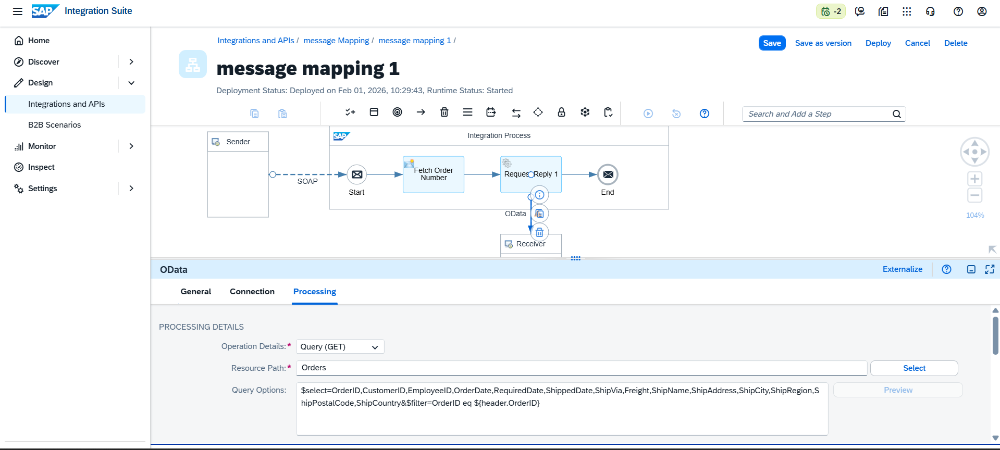 SAP Integration Suite
-2
Home
Discover
Design
Integrations and APIs
B2B Scenarios
Monitor
Inspect
Settings
Integrations and APIs / message Mapping / message mapping 1 /
Save Save as version Deploy Cancel Delete
message mapping 1
Deployment Status: Deployed on Feb 01, 2026, 10:29:43, Runtime Status: Started
Search and Add a Step
Sender
SAP Integration Process
Fetch Order
Number
Reques Reply 1
SOAP
Start
End
OData
Receiver
104%
OData
Externalize
General Connection Processing
PROCESSING DETAILS
Operation Details:* Query (GET)
Resource Path:* Orders Select
Query Options: $select=OrderID,CustomerID,EmployeeID,OrderDate,RequiredDate,ShippedDate,ShipVia,Freight,ShipName,ShipAddress,ShipCity,ShipRegion,S Preview
hipPostalCode,ShipCountry&$filter=OrderID eq ${header.OrderID}